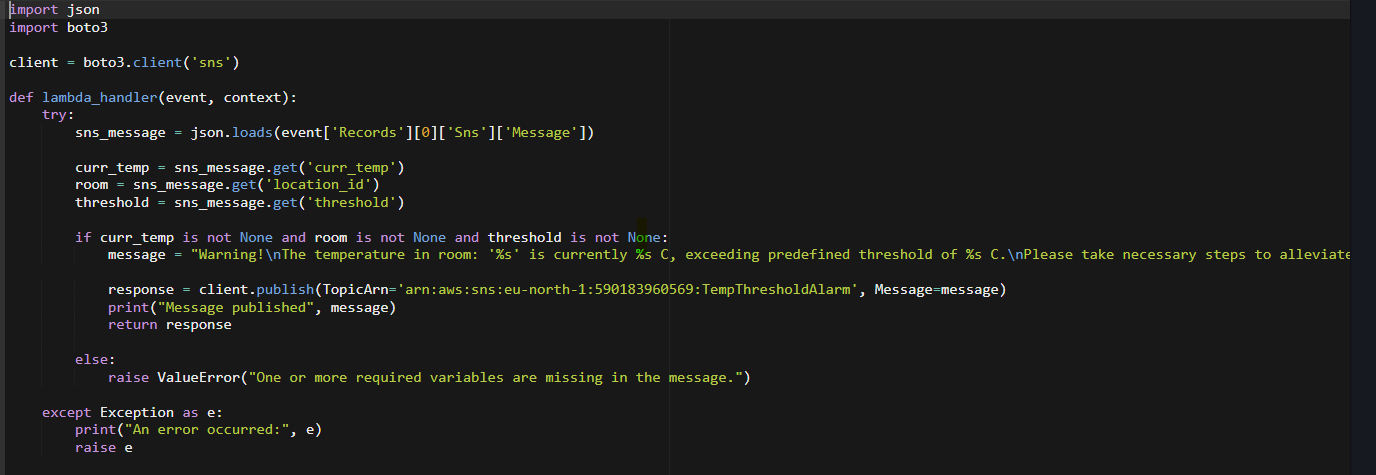 import json
import boto3
client = boto3.client('sns')
def lambda_handler(event, context):
try:
sns_message = json.loads(event['Records'][0]['Sns']['Message'])
curr_temp = sns_message.get('curr_temp')
room = sns_message.get('location_id')
threshold = sns_message.get('threshold')
if curr_temp is not None and room is not None and threshold is not None:
message = "Warning!\nThe temperature in room: '%s' is currently %s C, exceeding predefined threshold of %s C.\nPlease take necessary steps to alleviate
response = client.publish(TopicArn='arn:aws:sns:eu-north-1:590183960569:TempThresholdAlarm', Message=message)
print("Message published", message)
return response
else:
raise ValueError("One or more required variables are missing in the message.")
except Exception as e:
print("An error occurred:", e)
raise e